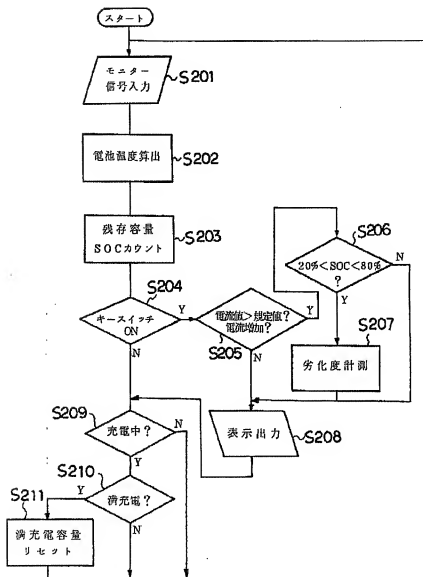 スタート
モニター
信号入力
S201
電池温度算出
S202
残存容量
SOCカウント
S203
S204
キースイッチ
ON
Y
N
電流値>規定値?
電流増加?
S205
Y
N
S206
20%<SOC<80%
?
N
Y
S207
劣化度計測
表示出力
S208
S209
充電中?
N
Y
S210
満充電?
Y
N
S211
満充電容量
リセット